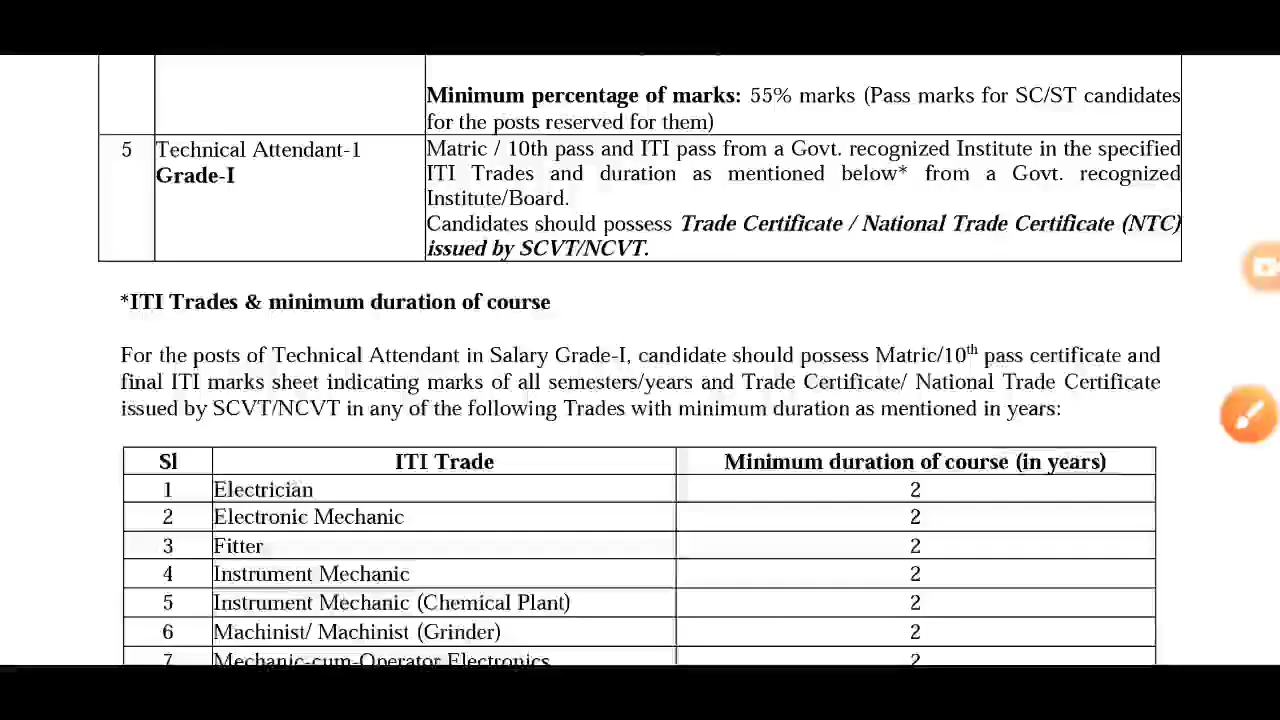 Minimum percentage of marks: 55% marks (Pass marks for SC/ST candidates
for the posts reserved for them)
5 Technical Attendant-1 Matric / 10th pass and ITI pass from a Govt. recognized Institute in the specified
Grade-I ITI Trades and duration as mentioned below* from a Govt. recognized
Institute/Board.
Candidates should possess Trade Certificate / National Trade Certificate (NTC)
issued by SCVT/NCVT.
*ITI Trades & minimum duration of course
For the posts of Technical Attendant in Salary Grade-I, candidate should possess Matric/10th pass certificate and
final ITI marks sheet indicating marks of all semesters/years and Trade Certificate/ National Trade Certificate
issued by SCVT/NCVT in any of the following Trades with minimum duration as mentioned in years:
Sl ITI Trade Minimum duration of course (in years)
1 Electrician 2
2 Electronic Mechanic 2
3 Fitter 2
4 Instrument Mechanic 2
5 Instrument Mechanic (Chemical Plant) 2
6 Machinist/ Machinist (Grinder) 2
7 Mechanic-cum-Operator Electronics 2